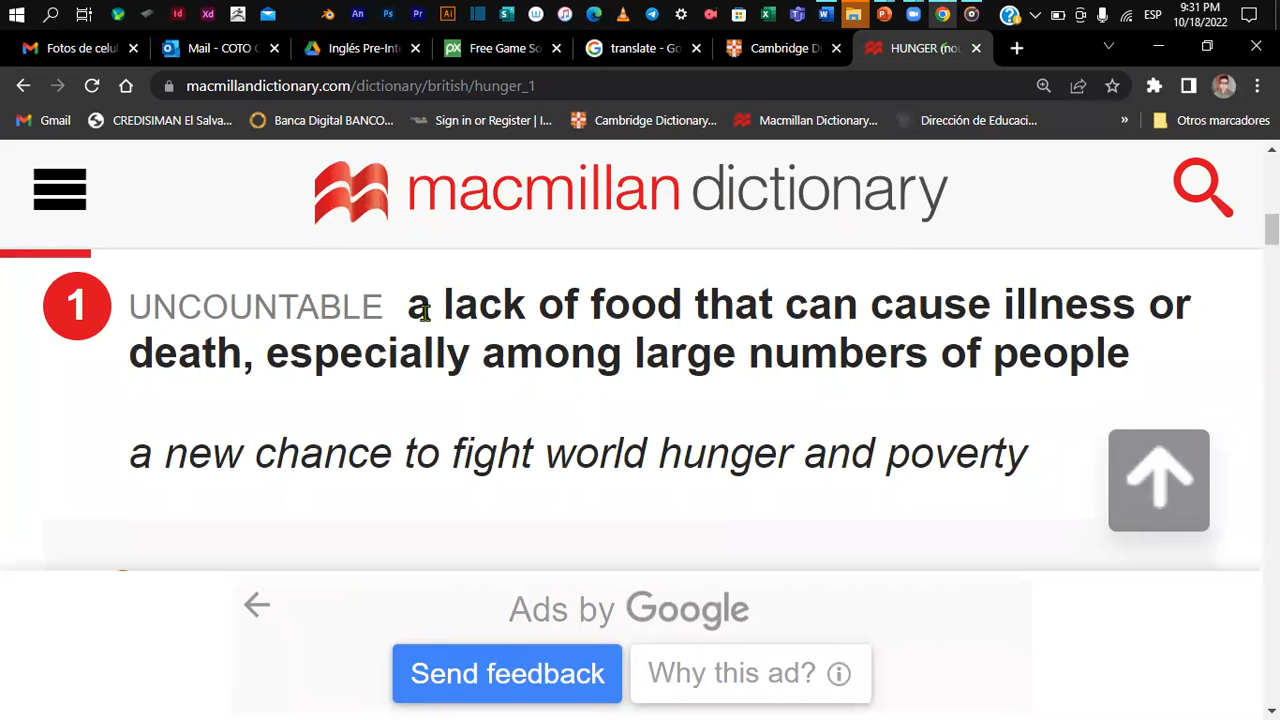 9:31 PM
ESP
10/18/2022
Fotos de celul
Mail - COTO C
Inglés Pre-Inte
Free Game So
translate - Go
Cambridge D
HUNGER (nou
macmillandictionary.com/dictionary/british/hunger_1
Gmail
CREDISIMAN El Salva...
Banca Digital BANCO...
Sign in or Register | I...
Cambridge Dictionary...
Macmillan Dictionary...
Dirección de Educaci...
»
Otros marcadores
macmillan dictionary
1 UNCOUNTABLE a lack of food that can cause illness or
death, especially among large numbers of people
a new chance to fight world hunger and poverty
Ads by Google
Send feedback
Why this ad?